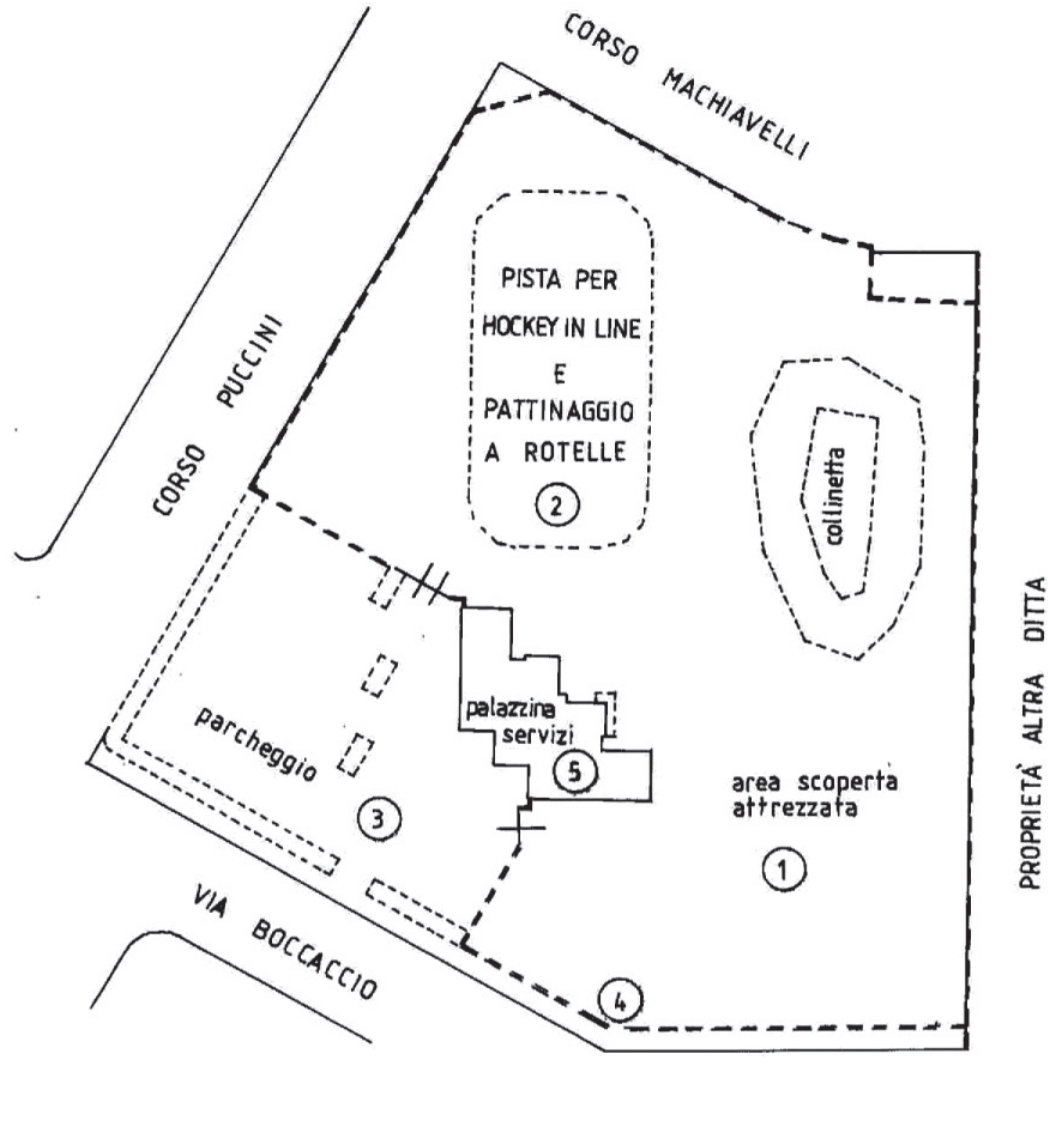 CORSO MACHIAVELLI
CORSO PUCCINI
PISTA PER
HOCKEY IN LINE
E
PATTINAGGIO
A ROTELLE
2
collinetta
PROPRIETÀ ALTRA DITTA
palazzina
servizi
5
parcheggio
3
area scoperta
attrezzata
1
VIA BOCCACCIO
4